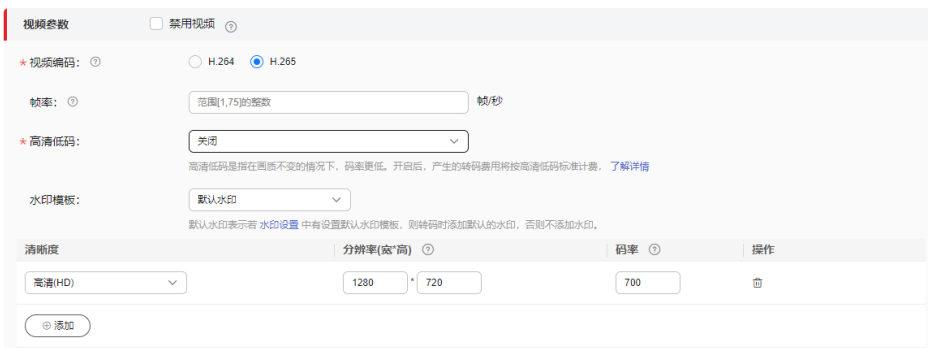 视频参数 禁用视频 ?
* 视频编码： ? H.264 H.265
帧率： ? 范围[1,75]的整数 帧/秒
* 高清低码： 关闭
高清低码是指在画质不变的情况下，码率更低。开启后，产生的转码费用将按高清低码标准计费， 了解详情
水印模板： 默认水印
默认水印表示若 水印设置 中有设置默认水印模板，则转码时添加默认的水印，否则不添加水印。
清晰度 分辨率(宽*高) ? 码率 ? 操作
高清(HD) 1280 * 720 700
添加